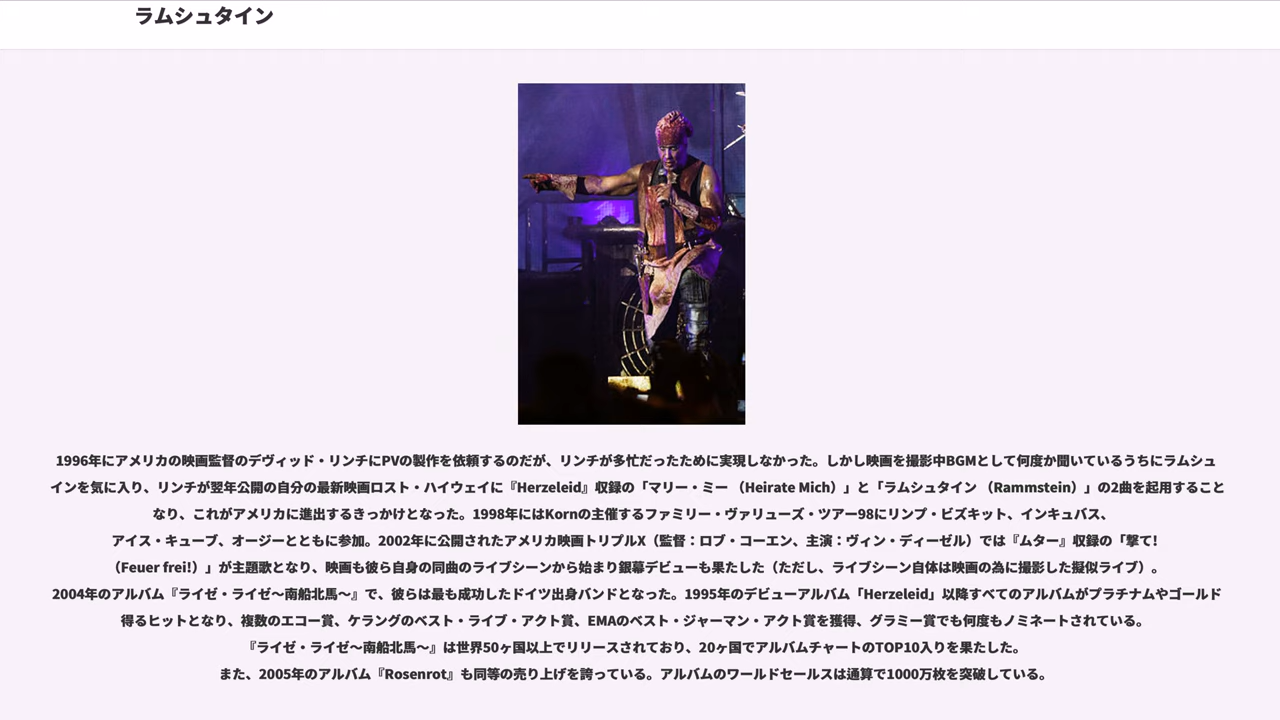 ラムシュタイン
1996年にアメリカの映画監督のデヴィッド・リンチにPVの製作を依頼するのだが、リンチが多忙だったために実現しなかった。しかし映画を撮影中BGMとして何度か聞いているうちにラムシュ
インを気に入り、リンチが翌年公開の自分の最新映画ロスト・ハイウェイに『Herzeleid』収録の「マリー・ミー （Heirate Mich）」と「ラムシュタイン （Rammstein）」の2曲を起用すること
なり、これがアメリカに進出するきっかけとなった。1998年にはKornの主催するファミリー・ヴァリューズ・ツアー98にリンプ・ビズキット、インキュバス、
アイス・キューブ、オージーとともに参加。2002年に公開されたアメリカ映画トリプルX（監督：ロブ・コーエン、主演：ヴィン・ディーゼル）では『ムター』収録の「撃て!
（Feuer frei!）」が主題歌となり、映画も彼ら自身の同曲のライブシーンから始まり銀幕デビューも果たした（ただし、ライブシーン自体は映画の為に撮影した擬似ライブ）。
2004年のアルバム『ライゼ・ライゼ〜南船北馬〜』で、彼らは最も成功したドイツ出身バンドとなった。1995年のデビューアルバム「Herzeleid」以降すべてのアルバムがプラチナムやゴールド
得るヒットとなり、複数のエコー賞、ケラングのベスト・ライブ・アクト賞、EMAのベスト・ジャーマン・アクト賞を獲得、グラミー賞でも何度もノミネートされている。
『ライゼ・ライゼ〜南船北馬〜』は世界50ヶ国以上でリリースされており、20ヶ国でアルバムチャートのTOP10入りを果たした。
また、2005年のアルバム『Rosenrot』も同等の売り上げを誇っている。アルバムのワールドセールスは通算で1000万枚を突破している。